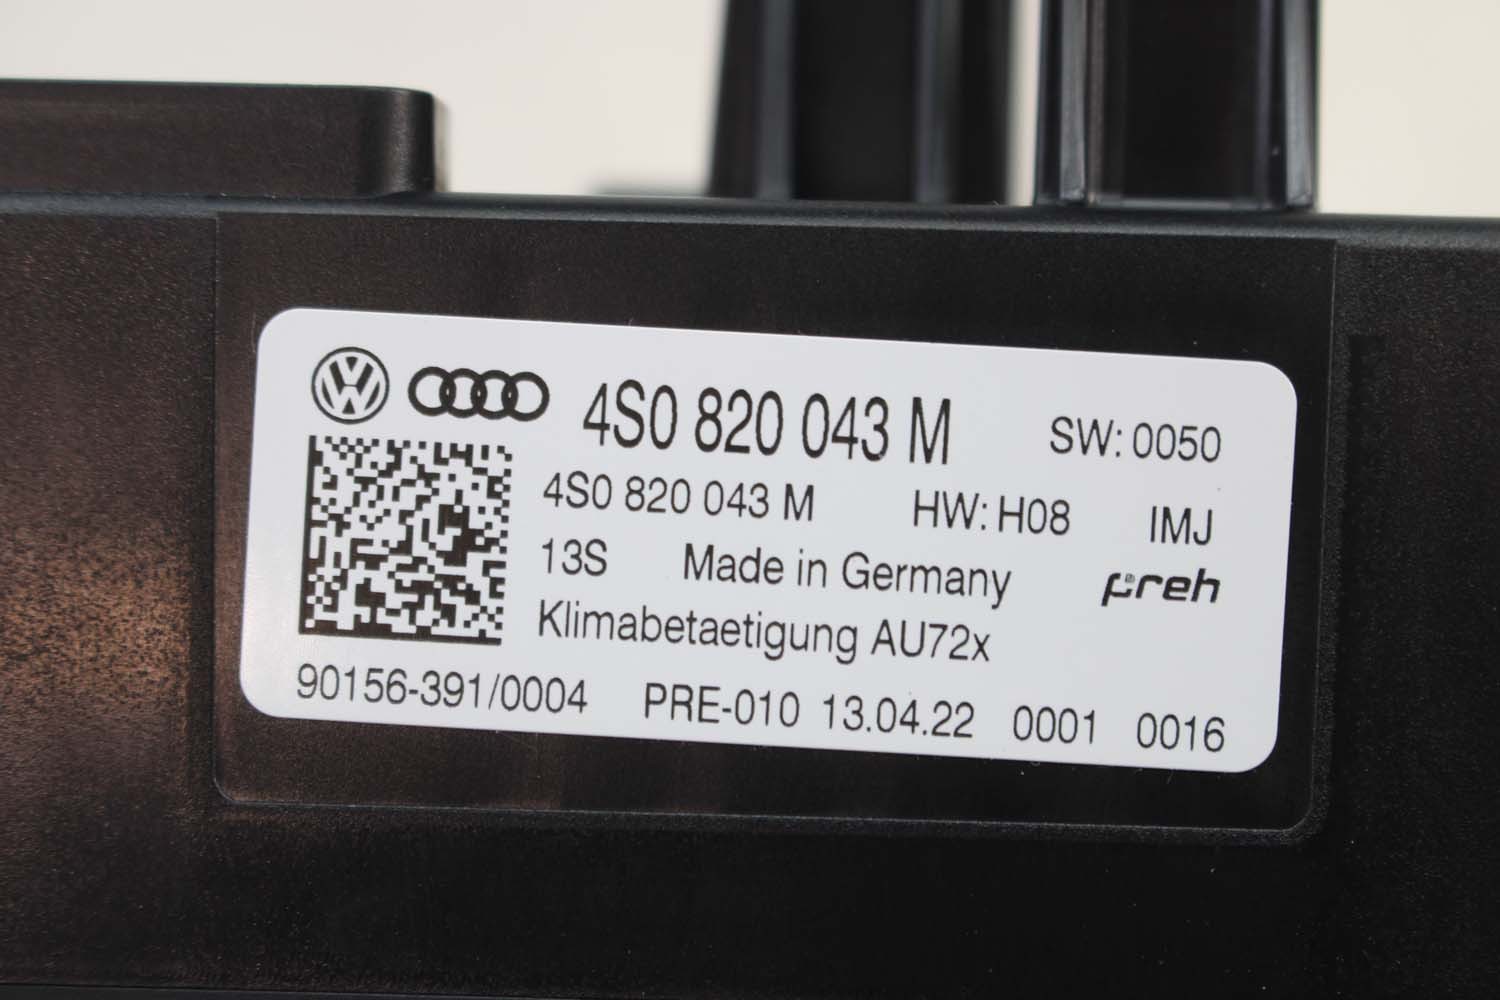 4S0 820 043 M SW: 0050
4S0 820 043 M HW: H08 IMJ
13S Made in Germany preh
Klimabetaetigung AU72x
90156-391/0004 PRE-010 13.04.22 0001 0016